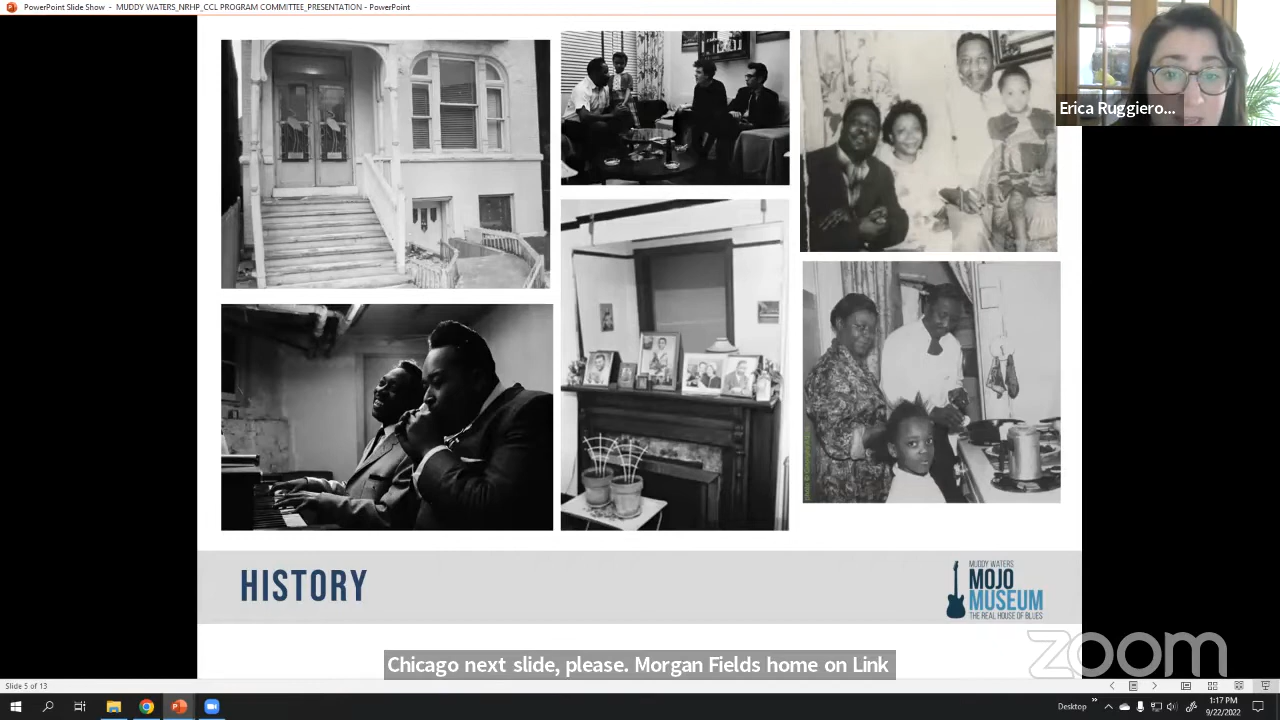 PowerPoint Slide Show - MUDDY WATERS_NRHP_CCL PROGRAM COMMITTEE_PRESENTATION - PowerPoint
Erica Ruggiero...
HISTORY
MUDDY WATERS
MOJO
MUSEUM
THE REAL HOUSE OF BLUES
zoom
Chicago next slide, please. Morgan Fields home on Link
Slide 5 of 13
Desktop
1:17 PM
9/22/2022